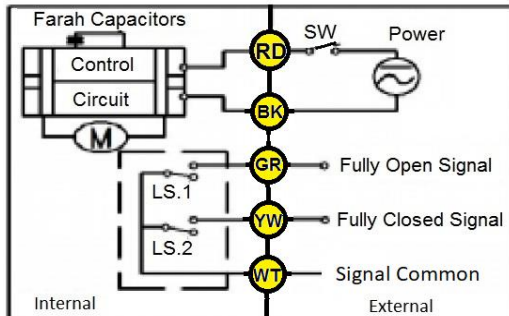 Farah Capacitors
Control
Circuit
M
RD
SW
Power
BK
GR
Fully Open Signal
LS.1
YW
Fully Closed Signal
LS.2
WT
Signal Common
Internal
External